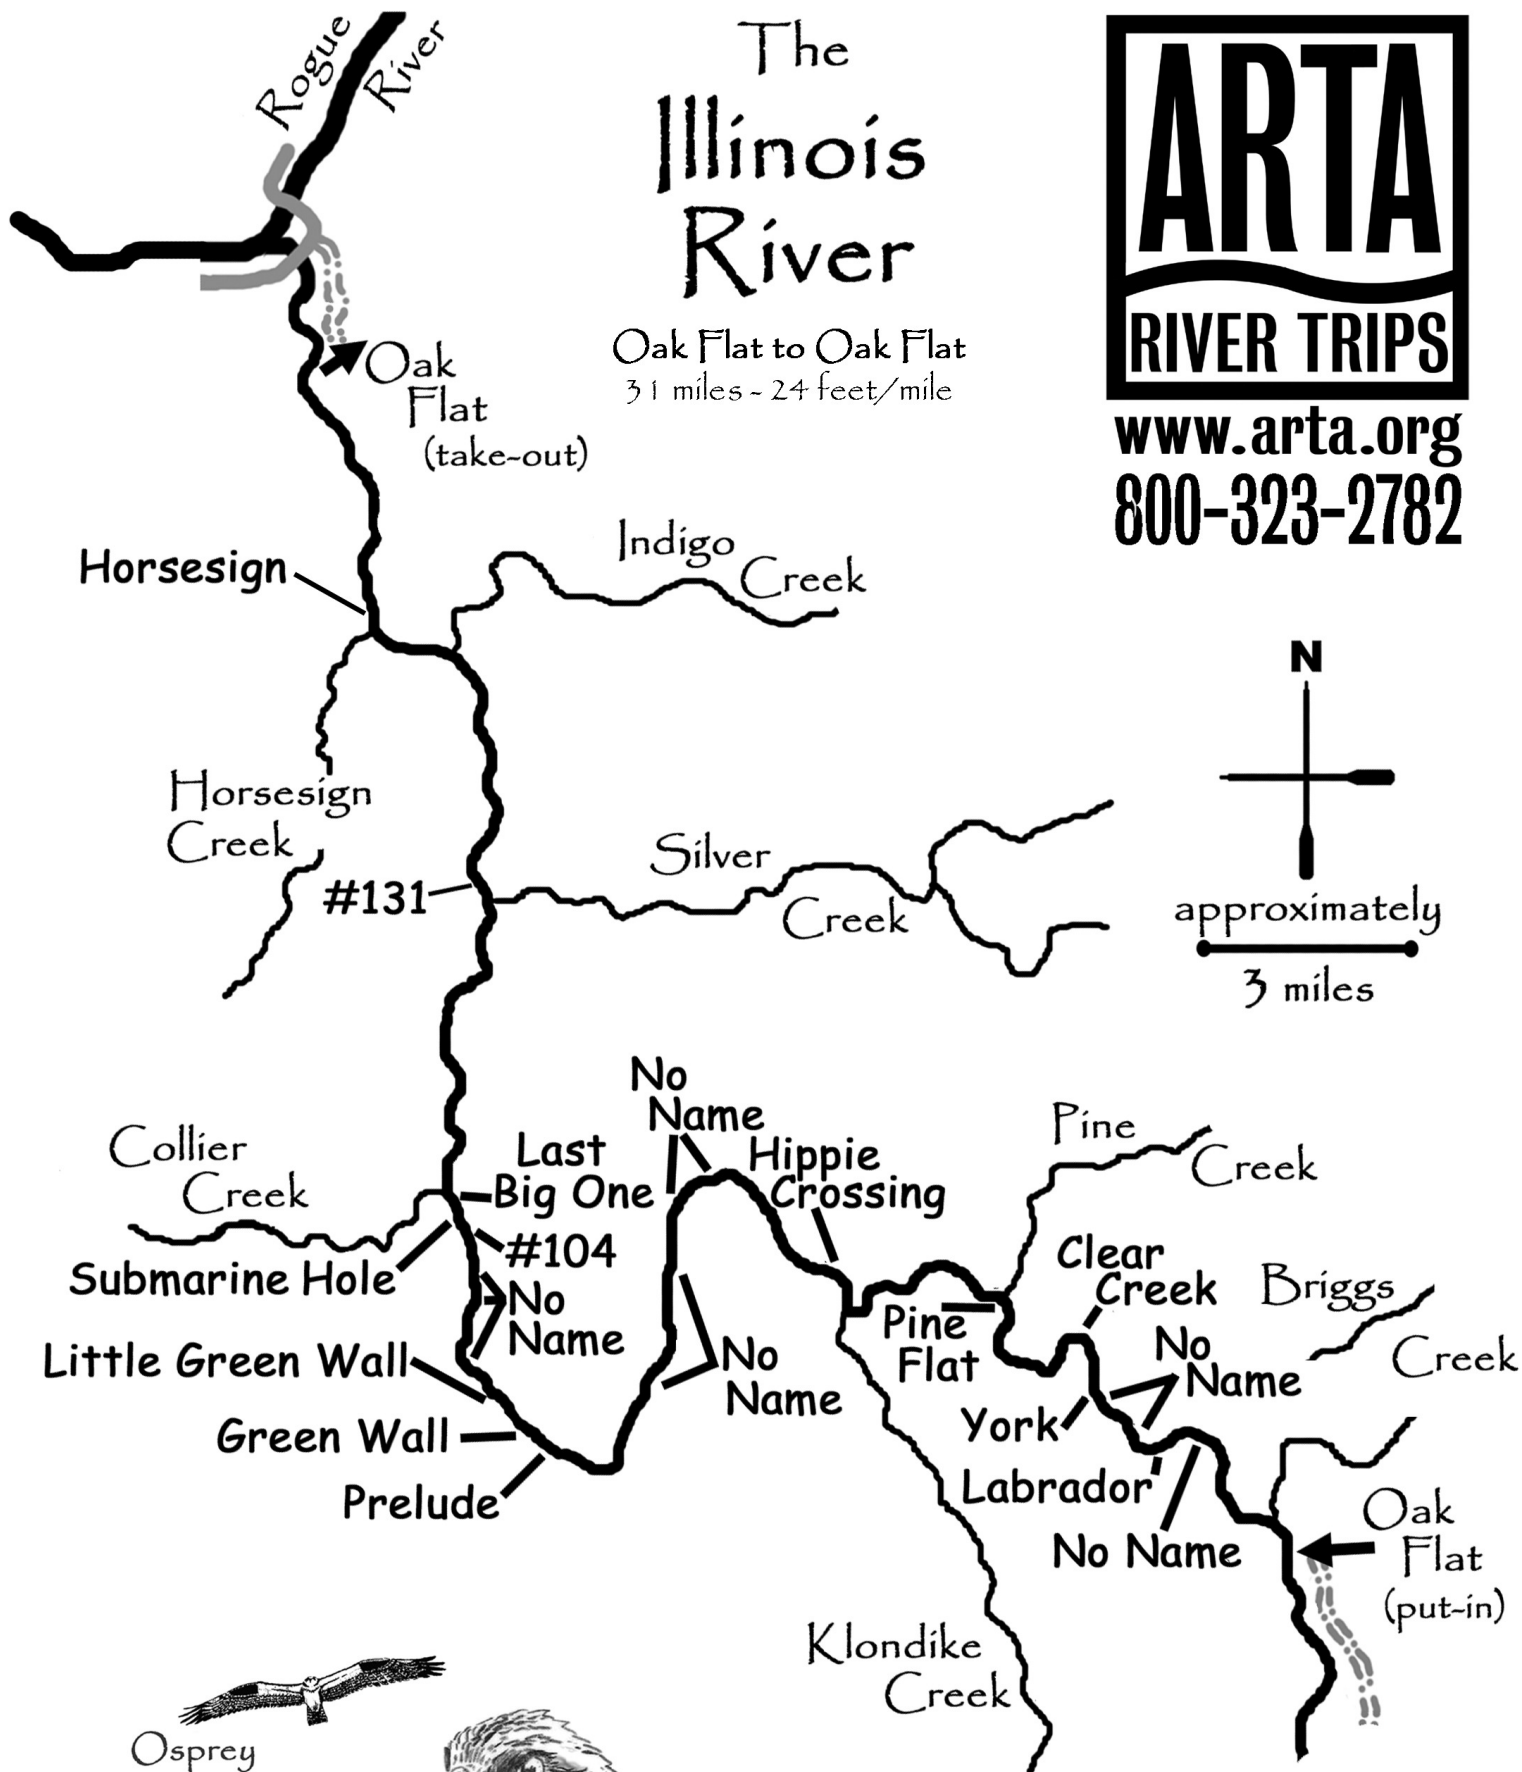 Rogue
River
The
Illinois
River
Oak Flat to Oak Flat
31 miles - 24 feet/mile
ARTA
RIVER TRIPS
www.arta.org
800-323-2782
Oak
Flat
(take-out)
Indigo
Creek
Horsesign
N
Horsesign
Creek
#131
Silver
Creek
approximately
3 miles
No
Name
Collier
Creek
Last
Big One
Hippie
Crossing
Pine
Creek
#104
Submarine Hole
No
Name
Clear
Creek
Briggs
Creek
Pine
Flat
No
Name
Little Green Wall
No
Name
York
Green Wall
Prelude
Labrador
No Name
Oak
Flat
(put-in)
Klondike
Creek
Osprey